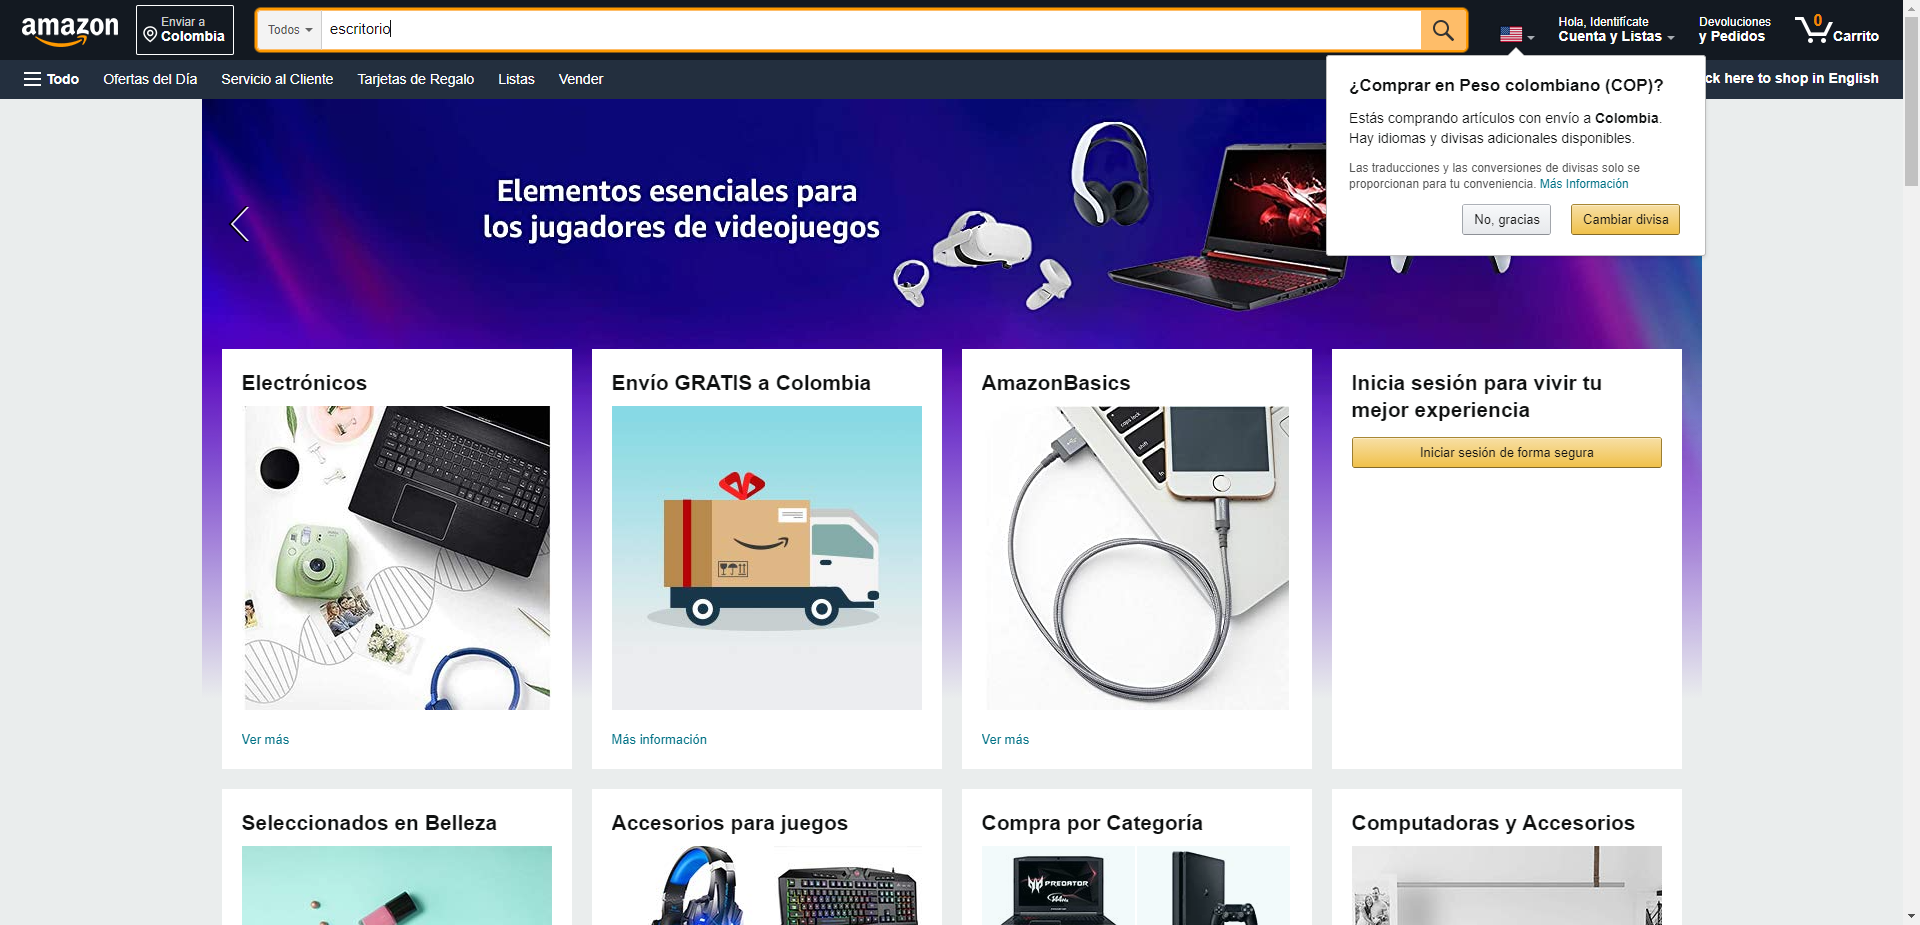 amazon
Enviar a
Colombia
Todos
escritorio
Hola, Identifícate
Cuenta y Listas
Devoluciones
y Pedidos
0
Carrito
Todo
Ofertas del Día
Servicio al Cliente
Tarjetas de Regalo
Listas
Vender
ck here to shop in English
¿Comprar en Peso colombiano (COP)?
Estás comprando artículos con envío a Colombia.
Hay idiomas y divisas adicionales disponibles.
Las traducciones y las conversiones de divisas solo se
proporcionan para tu conveniencia. Más Información
No, gracias
Cambiar divisa
Elementos esenciales para
los jugadores de videojuegos
Electrónicos
Ver más
Envío GRATIS a Colombia
Más información
AmazonBasics
caps lock
shift
fn
Ver más
Inicia sesión para vivir tu
mejor experiencia
Iniciar sesión de forma segura
Seleccionados en Belleza
Accesorios para juegos
Compra por Categoría
PREDATOR
Computadoras y Accesorios